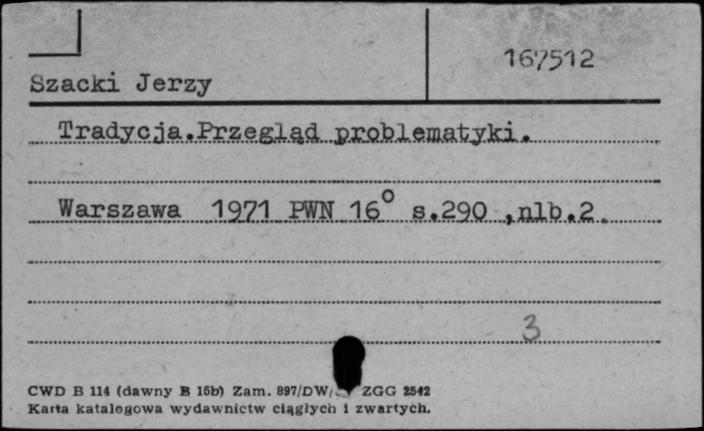 167512
Szacki Jerzy
Tradycja.Przegląd problematyki.
Warszawa 1971 PWN 16° s.290 ,nlb.2
3
CWD B 114 (dawny B 15b) Zam. 897/DW/ ZGG 2542
Karta katalogowa wydawnictw ciągłych i zwartych.